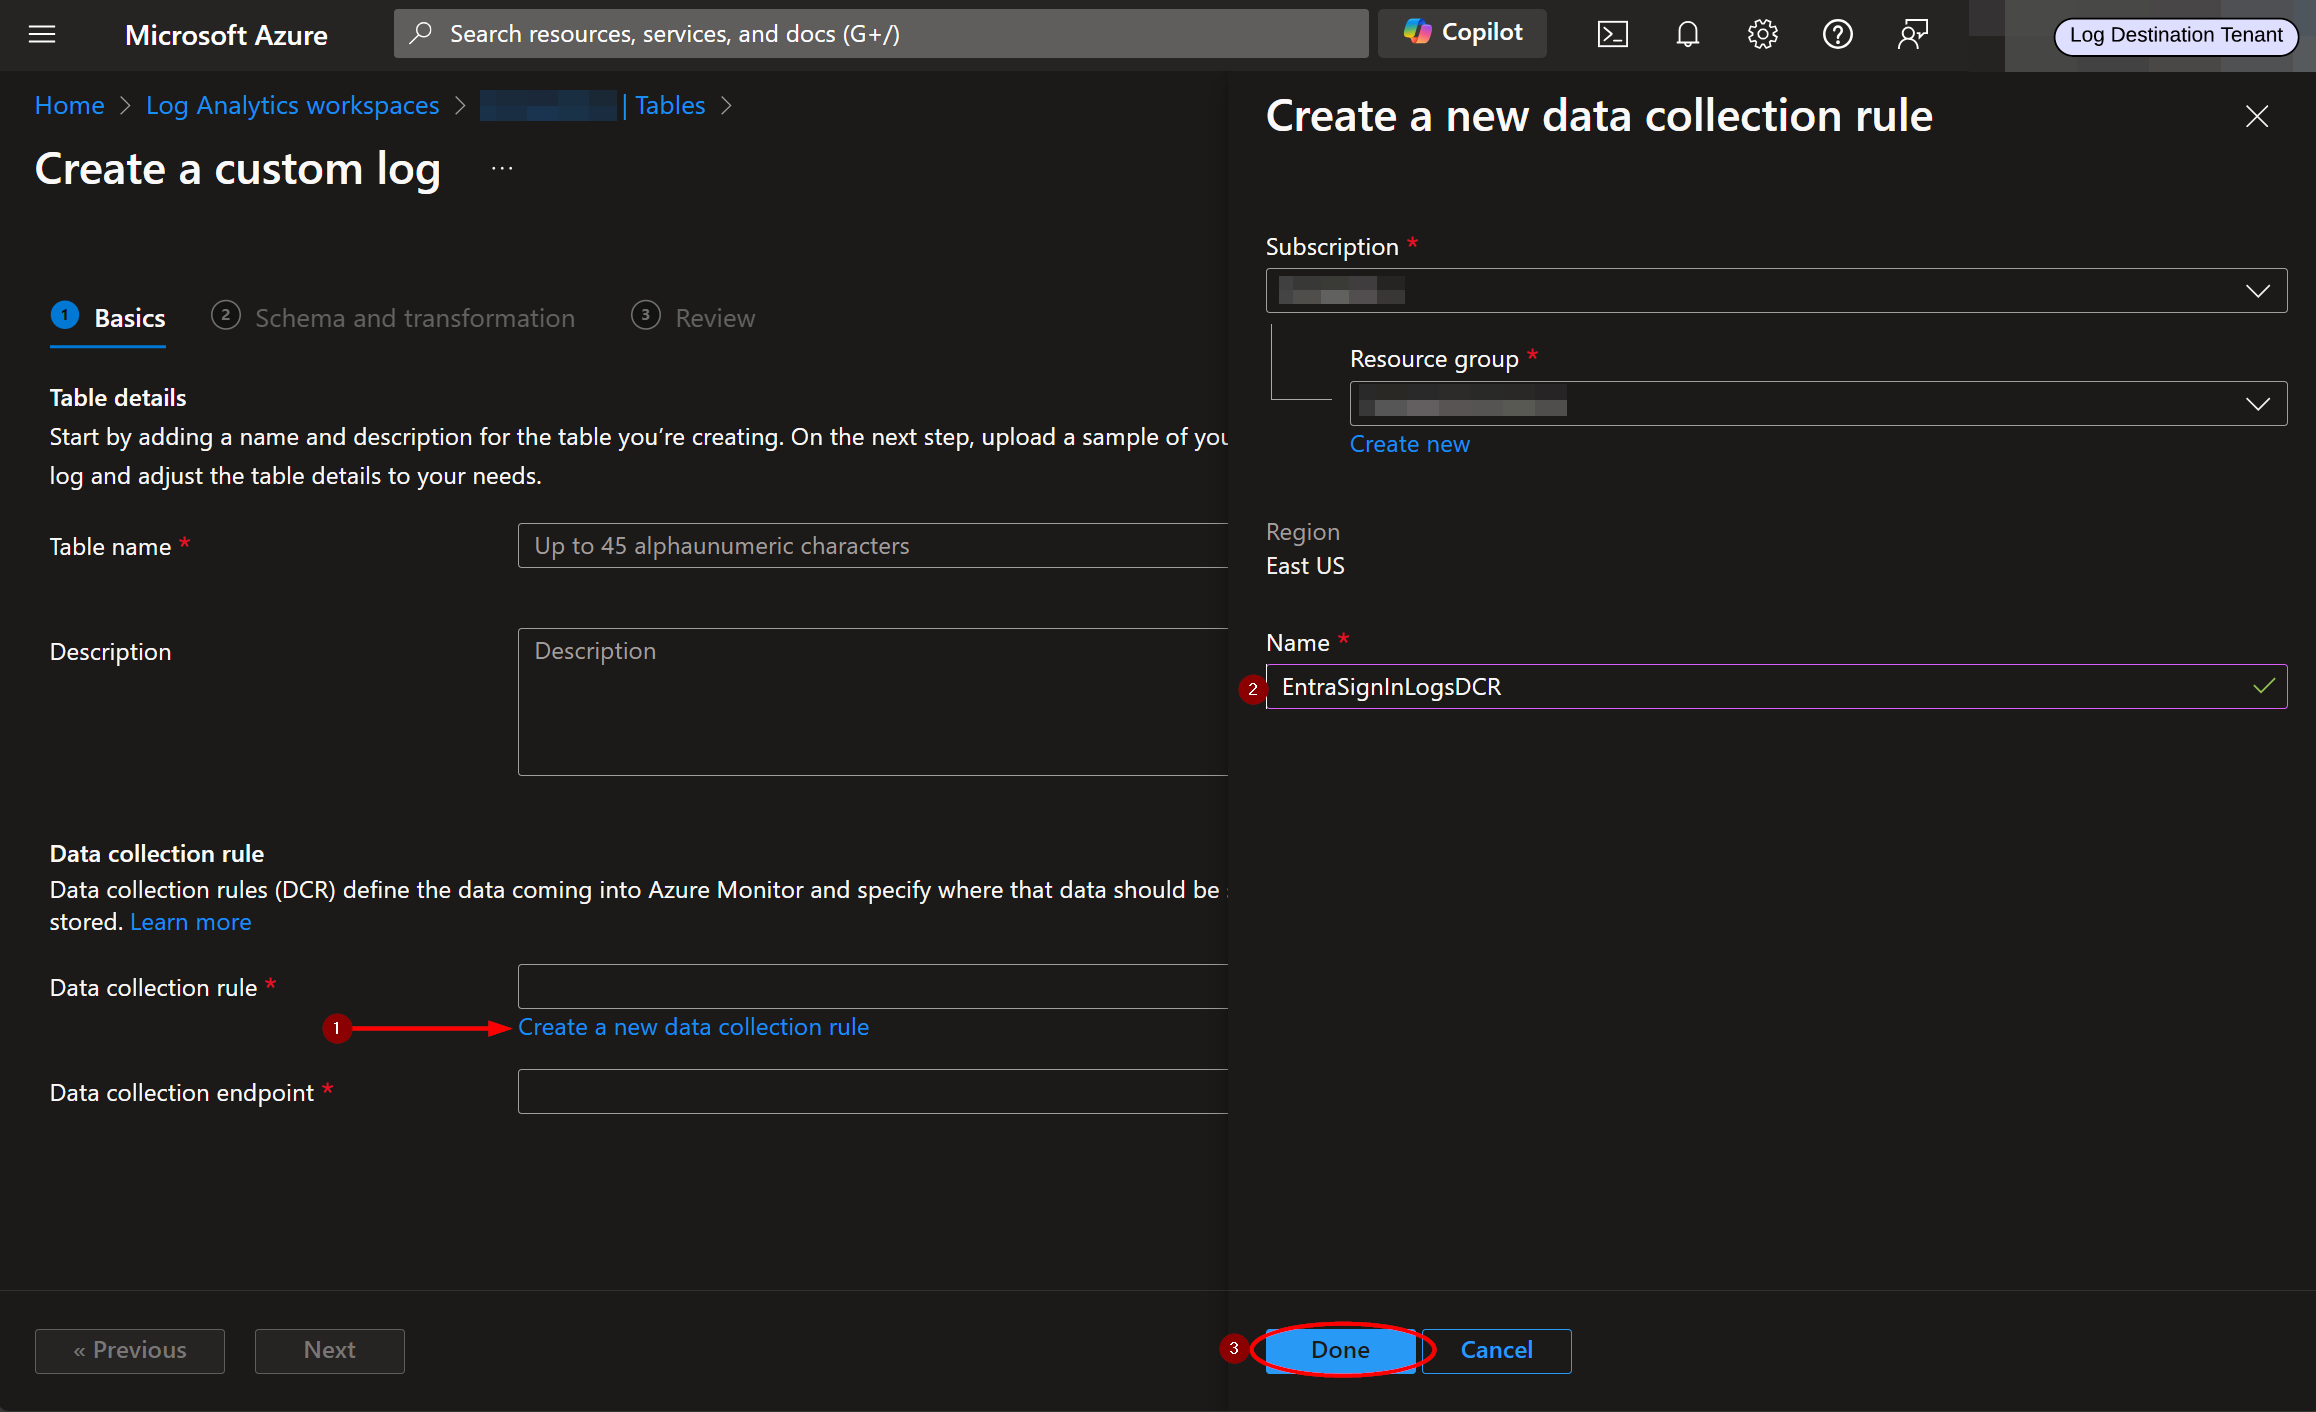 Microsoft Azure
Search resources, services, and docs (G+/)
Copilot
Log Destination Tenant
Home > Log Analytics workspaces > | Tables >
Create a custom log ...
1 Basics
2 Schema and transformation
3 Review
Table details
Start by adding a name and description for the table you’re creating. On the next step, upload a sample of
log and adjust the table details to your needs.
Table name *
Up to 45 alphaunumeric characters
Description
Description
Data collection rule
Data collection rules (DCR) define the data coming into Azure Monitor and specify where that data should be
stored. Learn more
Data collection rule *
1
Create a new data collection rule
Data collection endpoint *
« Previous
Next
Create a new data collection rule
Subscription *
Resource group *
Create new
Region
East US
Name *
2
EntraSignInLogsDCR
3
Done
Cancel